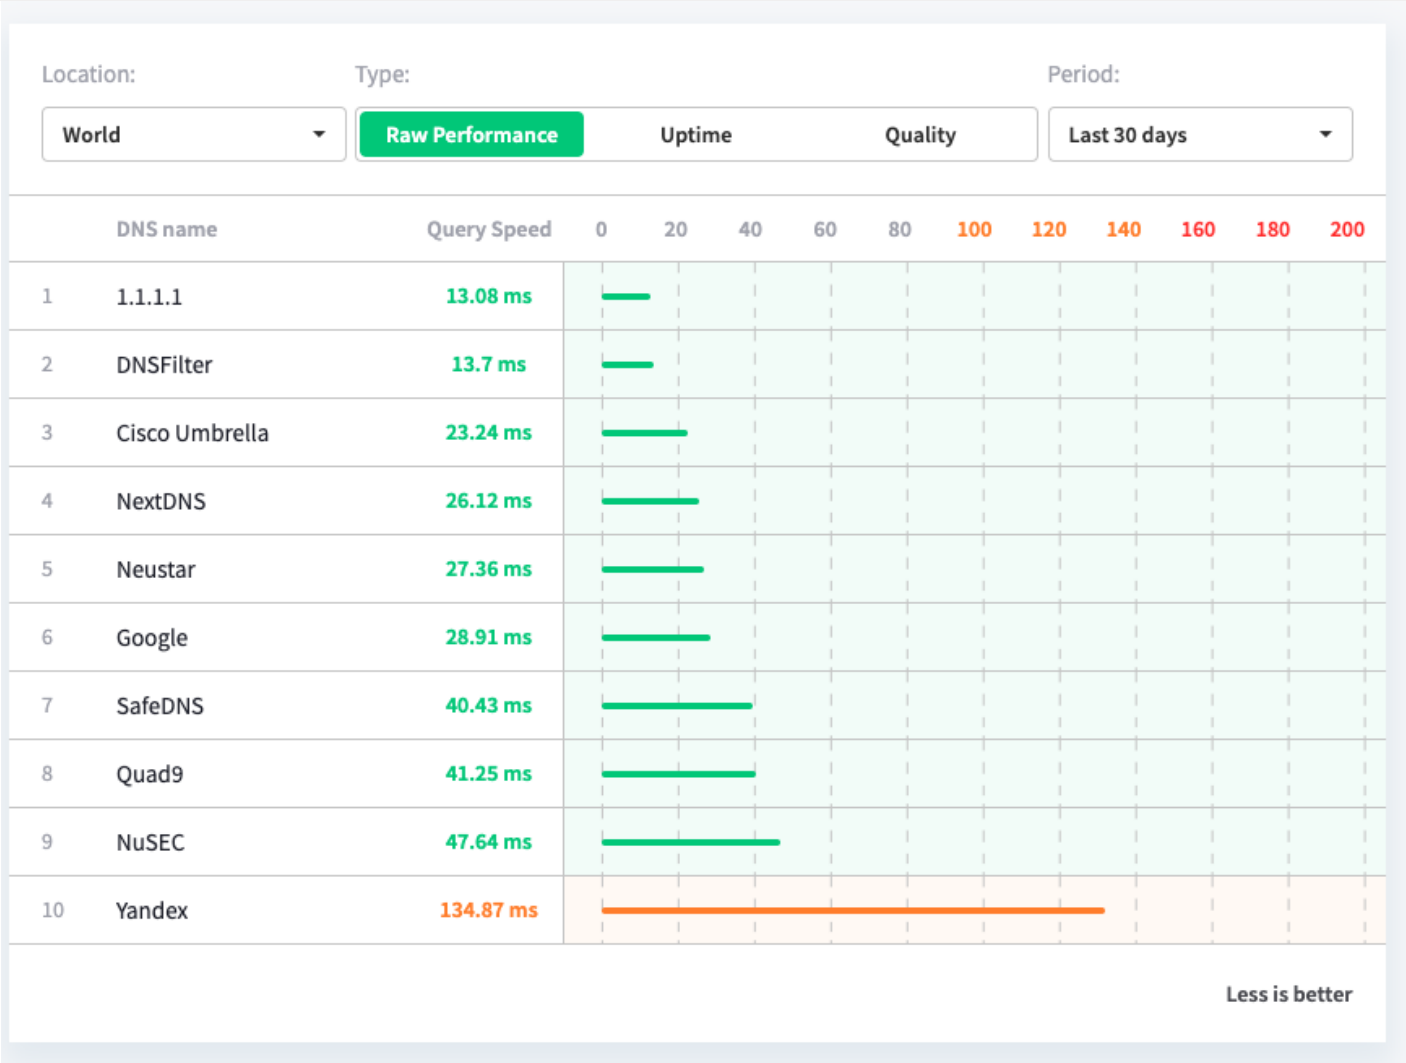 Location: Type: Period:
World Raw Performance Uptime Quality Last 30 days
DNS name Query Speed 0 20 40 60 80 100 120 140 160 180 200
1 1.1.1.1 13.08 ms
2 DNSFilter 13.7 ms
3 Cisco Umbrella 23.24 ms
4 NextDNS 26.12 ms
5 Neustar 27.36 ms
6 Google 28.91 ms
7 SafeDNS 40.43 ms
8 Quad9 41.25 ms
9 NuSEC 47.64 ms
10 Yandex 134.87 ms
Less is better